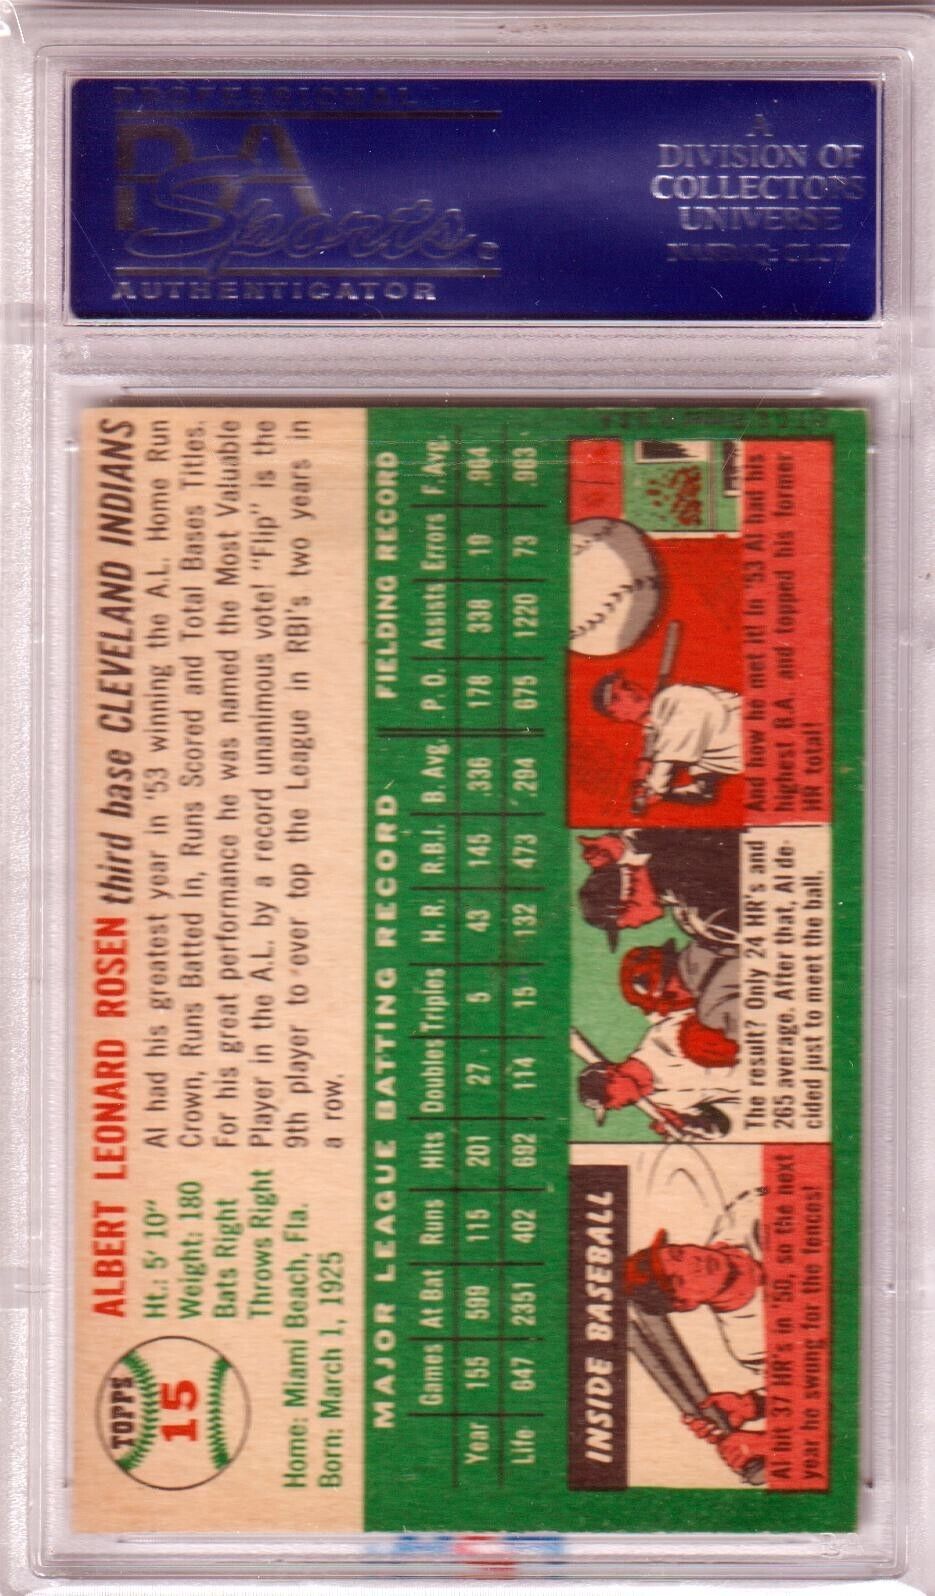 PROFESSIONAL
PSA
Sports
AUTHENTICATOR
A
DIVISION OF
COLLECTORS
UNIVERSE
NASDAQ: CLCT
TOPPS
15
ALBERT LEONARD ROSEN third base CLEVELAND INDIANS
Ht.: 5' 10"
Weight: 180
Bats Right
Throws Right
Home: Miami Beach, Fla.
Born: March 1, 1925
Al had his greatest year in '53 winning the A.L. Home Run
Crown, Runs Batted In, Runs Scored and Total Bases Titles.
For his great performance he was named the Most Valuable
Player in the A.L. by a record unanimous vote! "Flip" is the
9th player to ever top the League in RBI's two years in
a row.
MAJOR LEAGUE BATTING RECORD FIELDING RECORD
Games At Bat Runs Hits Doubles Triples H. R. R.B.I. B. Avg. P. O. Assists Errors F. Avg.
Year 155 599 115 201 27 5 43 145 .336 178 338 19 .964
Life 647 2351 402 692 114 15 132 473 .294 675 1220 73 .963
INSIDE BASEBALL
Al hit 37 HR's in '50, so the next
year he swung for the fences!
The result? Only 24 HR's and
265 average. After that, Al de-
cided just to meet the ball.
And how he met it! In '53 Al had his
highest B.A. and topped his former
HR total!